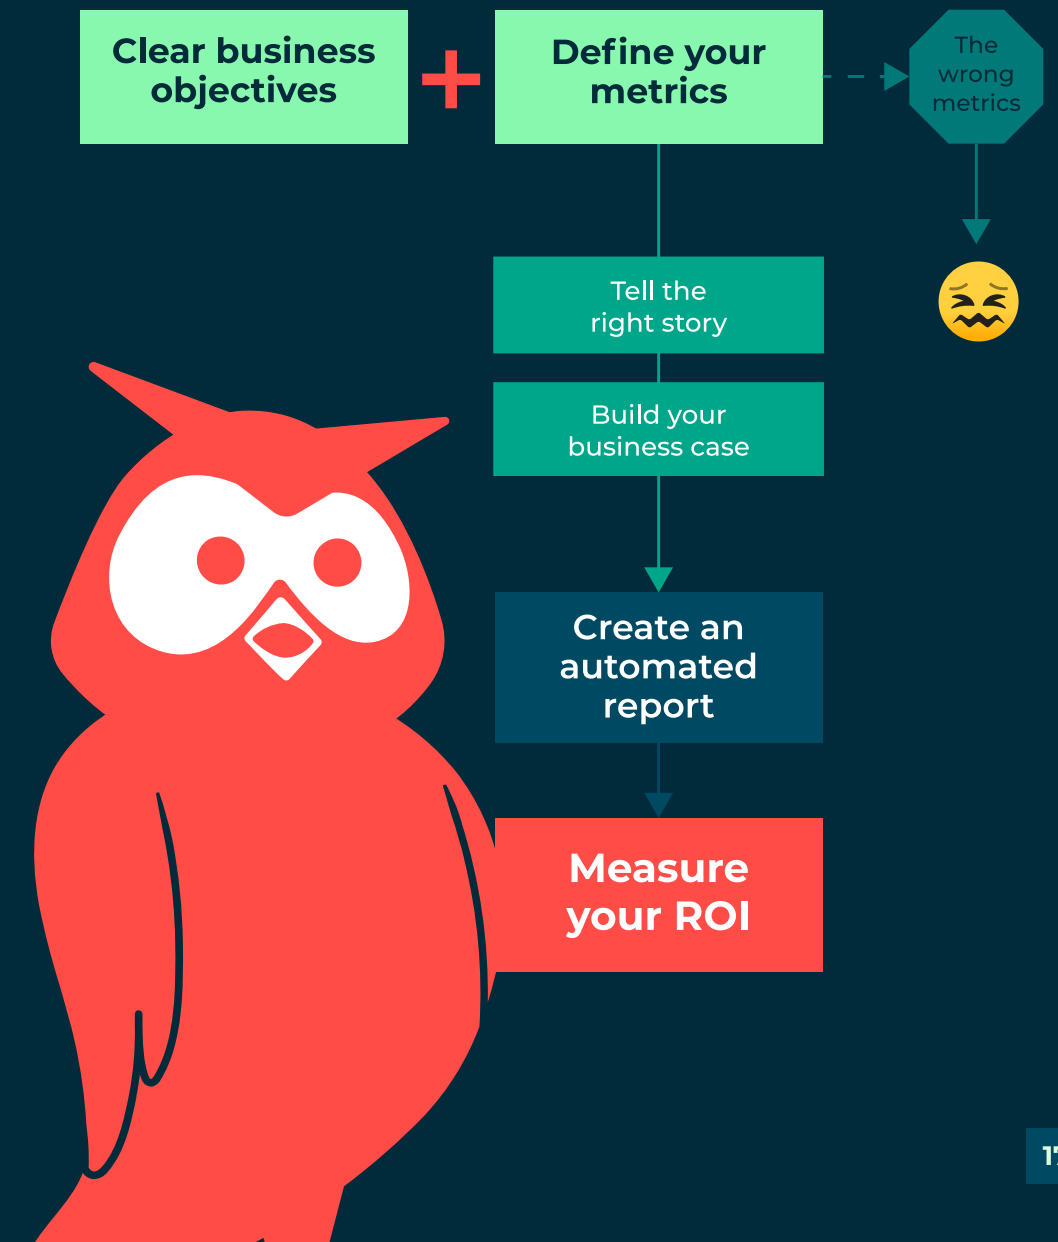 Clear business
objectives
+
Define your
metrics
The
wrong
metrics
Tell the
right story
Build your
business case
Create an
automated
report
Measure
your ROI